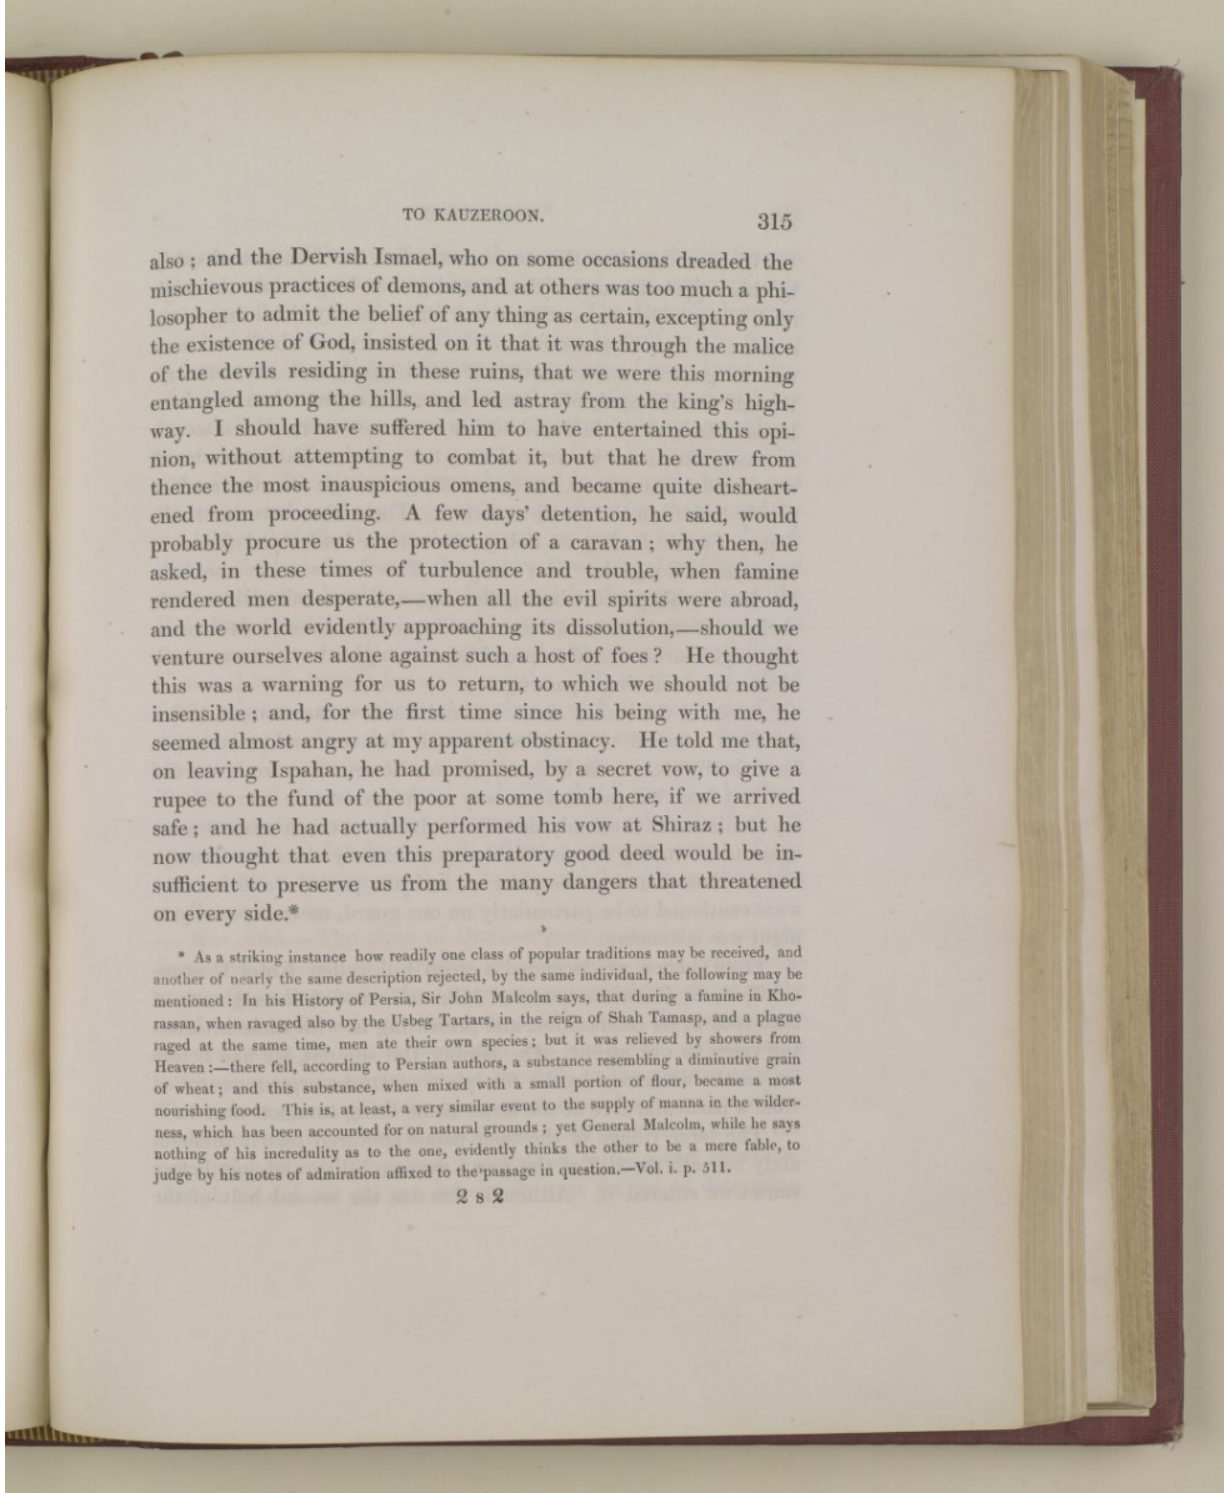 TO KAUZEROON.
315
also ; and the Dervish Ismael, who on some occasions dreaded the
mischievous practices of demons, and at others was too much a phi-
losopher to admit the belief of any thing as certain, excepting only
the existence of God, insisted on it that it was through the malice
of the devils residing in these ruins, that we were this morning
entangled among the hills, and led astray from the king's high-
way. I should have suffered him to have entertained this opi-
nion, without attempting to combat it, but that he drew from
thence the most inauspicious omens, and became quite disheart-
ened from proceeding. A few days' detention, he said, would
probably procure us the protection of a caravan ; why then, he
asked, in these times of turbulence and trouble, when famine
rendered men desperate,—when all the evil spirits were abroad,
and the world evidently approaching its dissolution,—should we
venture ourselves alone against such a host of foes ? He thought
this was a warning for us to return, to which we should not be
insensible ; and, for the first time since his being with me, he
seemed almost angry at my apparent obstinacy. He told me that,
on leaving Ispahan, he had promised, by a secret vow, to give a
rupee to the fund of the poor at some tomb here, if we arrived
safe ; and he had actually performed his vow at Shiraz ; but he
now thought that even this preparatory good deed would be in-
sufficient to preserve us from the many dangers that threatened
on every side.*
* As a striking instance how readily one class of popular traditions may be received, and
another of nearly the same description rejected, by the same individual, the following may be
mentioned : In his History of Persia, Sir John Malcolm says, that during a famine in Kho-
rassan, when ravaged also by the Usbeg Tartars, in the reign of Shah Tamasp, and a plague
raged at the same time, men ate their own species ; but it was relieved by showers from
Heaven :—there fell, according to Persian authors, a substance resembling a diminutive grain
of wheat ; and this substance, when mixed with a small portion of flour, became a most
nourishing food. This is, at least, a very similar event to the supply of manna in the wilder-
ness, which has been accounted for on natural grounds ; yet General Malcolm, while he says
nothing of his incredulity as to the one, evidently thinks the other to be a mere fable, to
judge by his notes of admiration affixed to the passage in question.—Vol. i. p. 511.
2 s 2